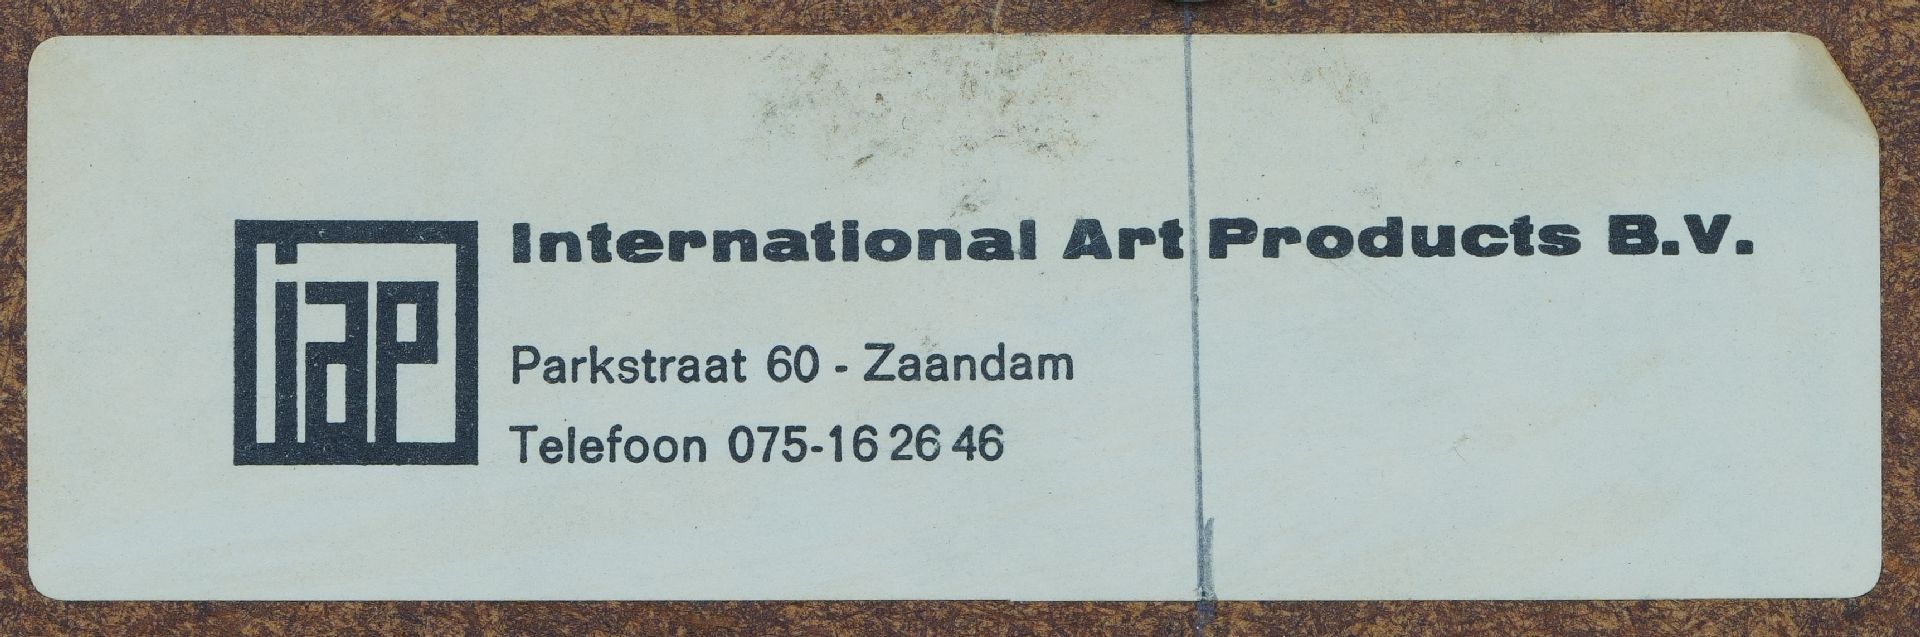 iap
International Art Products B.V.
Parkstraat 60 - Zaandam
Telefoon 075-16 26 46